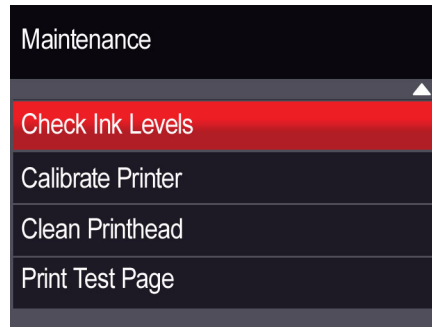 Maintenance
Check Ink Levels
Calibrate Printer
Clean Printhead
Print Test Page